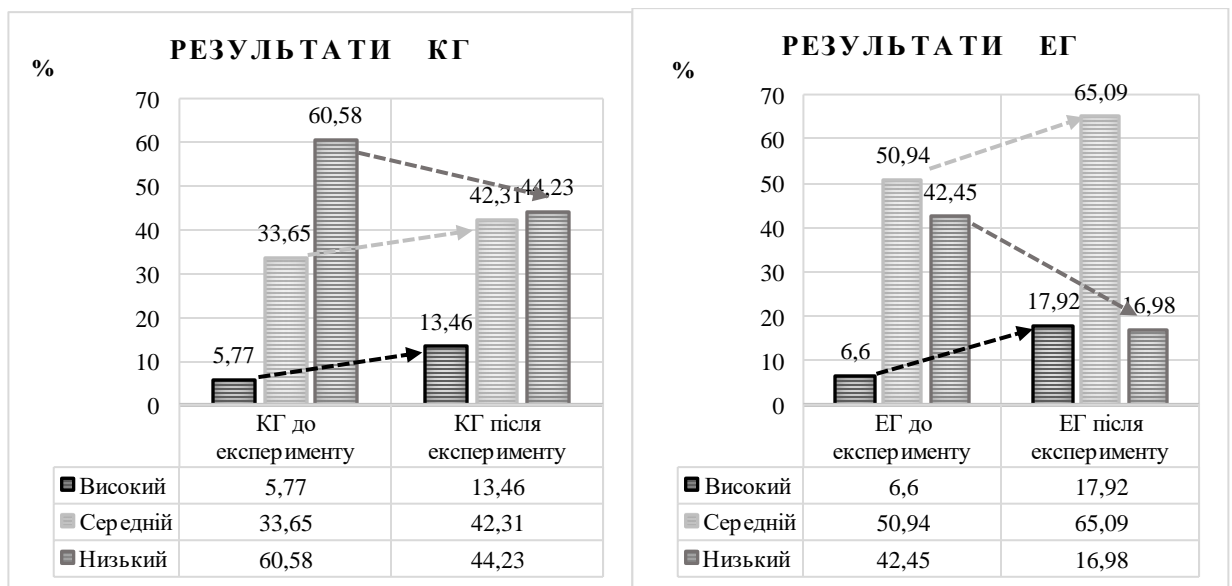 РЕЗУЛЬТАТИ КГ
%
70
60
50
40
30
20
10
0
5,77
33,65
60,58
13,46
42,31
44,23
КГ до експерименту
КГ після експерименту
Високий 5,77 13,46
Середній 33,65 42,31
Низький 60,58 44,23
РЕЗУЛЬТАТИ ЕГ
%
70
60
50
40
30
20
10
0
6,6
50,94
42,45
17,92
65,09
16,98
ЕГ до експерименту
ЕГ після експерименту
Високий 6,6 17,92
Середній 50,94 65,09
Низький 42,45 16,98